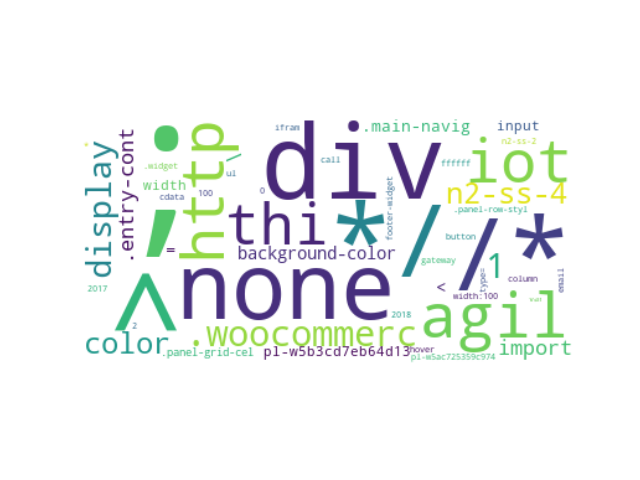 ifram
div
.main-navig
input
;
http
\
n2-ss-2
display
.entry-cont
.widget
call
ffffff
iot
ul
width
100
0
n2-ss-4
cdata
footer-widget
thi
*
/
/
*
.panel-row-styl
button
=
background-color
gateway
1
type=
column
email
2017
^
none
<
width:100
2
2018
agil
color
.woocommerc
import
.panel-grid-cel
pl-w5b3cd7eb64d13
hover
pl-w5ac725359c974